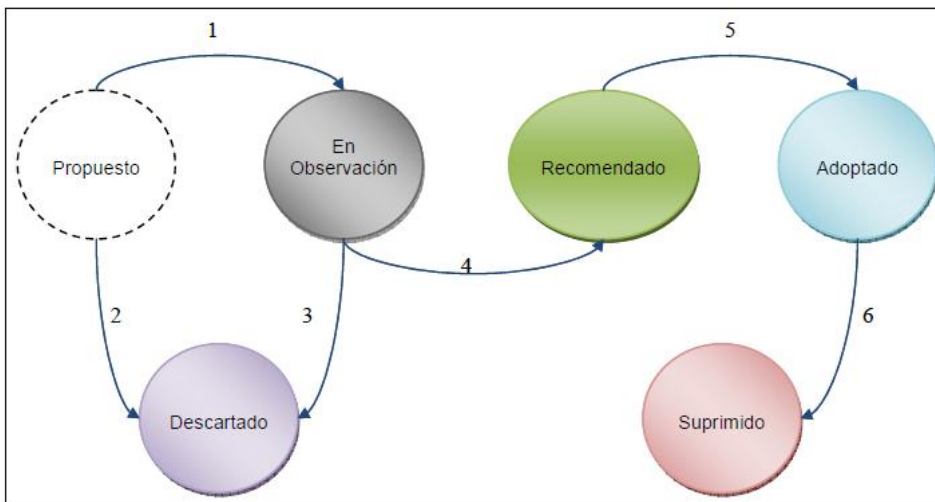 1
5
Propuesto
En
Observación
Recomendado
Adoptado
4
2
3
6
Descartado
Suprimido